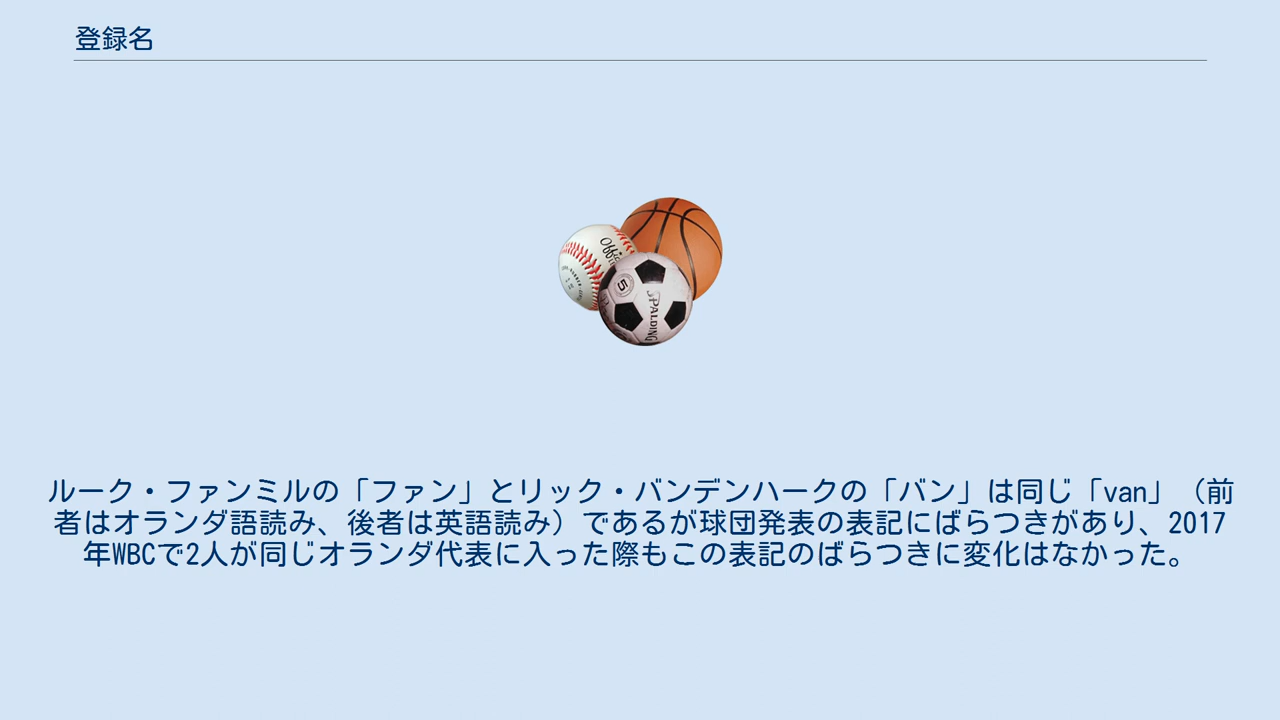 登録名
Offici
5
SPALDING
ルーク・ファンミルの「ファン」とリック・バンデンハークの「バン」は同じ「van」（前
者はオランダ語読み、後者は英語読み）であるが球団発表の表記にばらつきがあり、2017
年WBCで2人が同じオランダ代表に入った際もこの表記のばらつきに変化はなかった。